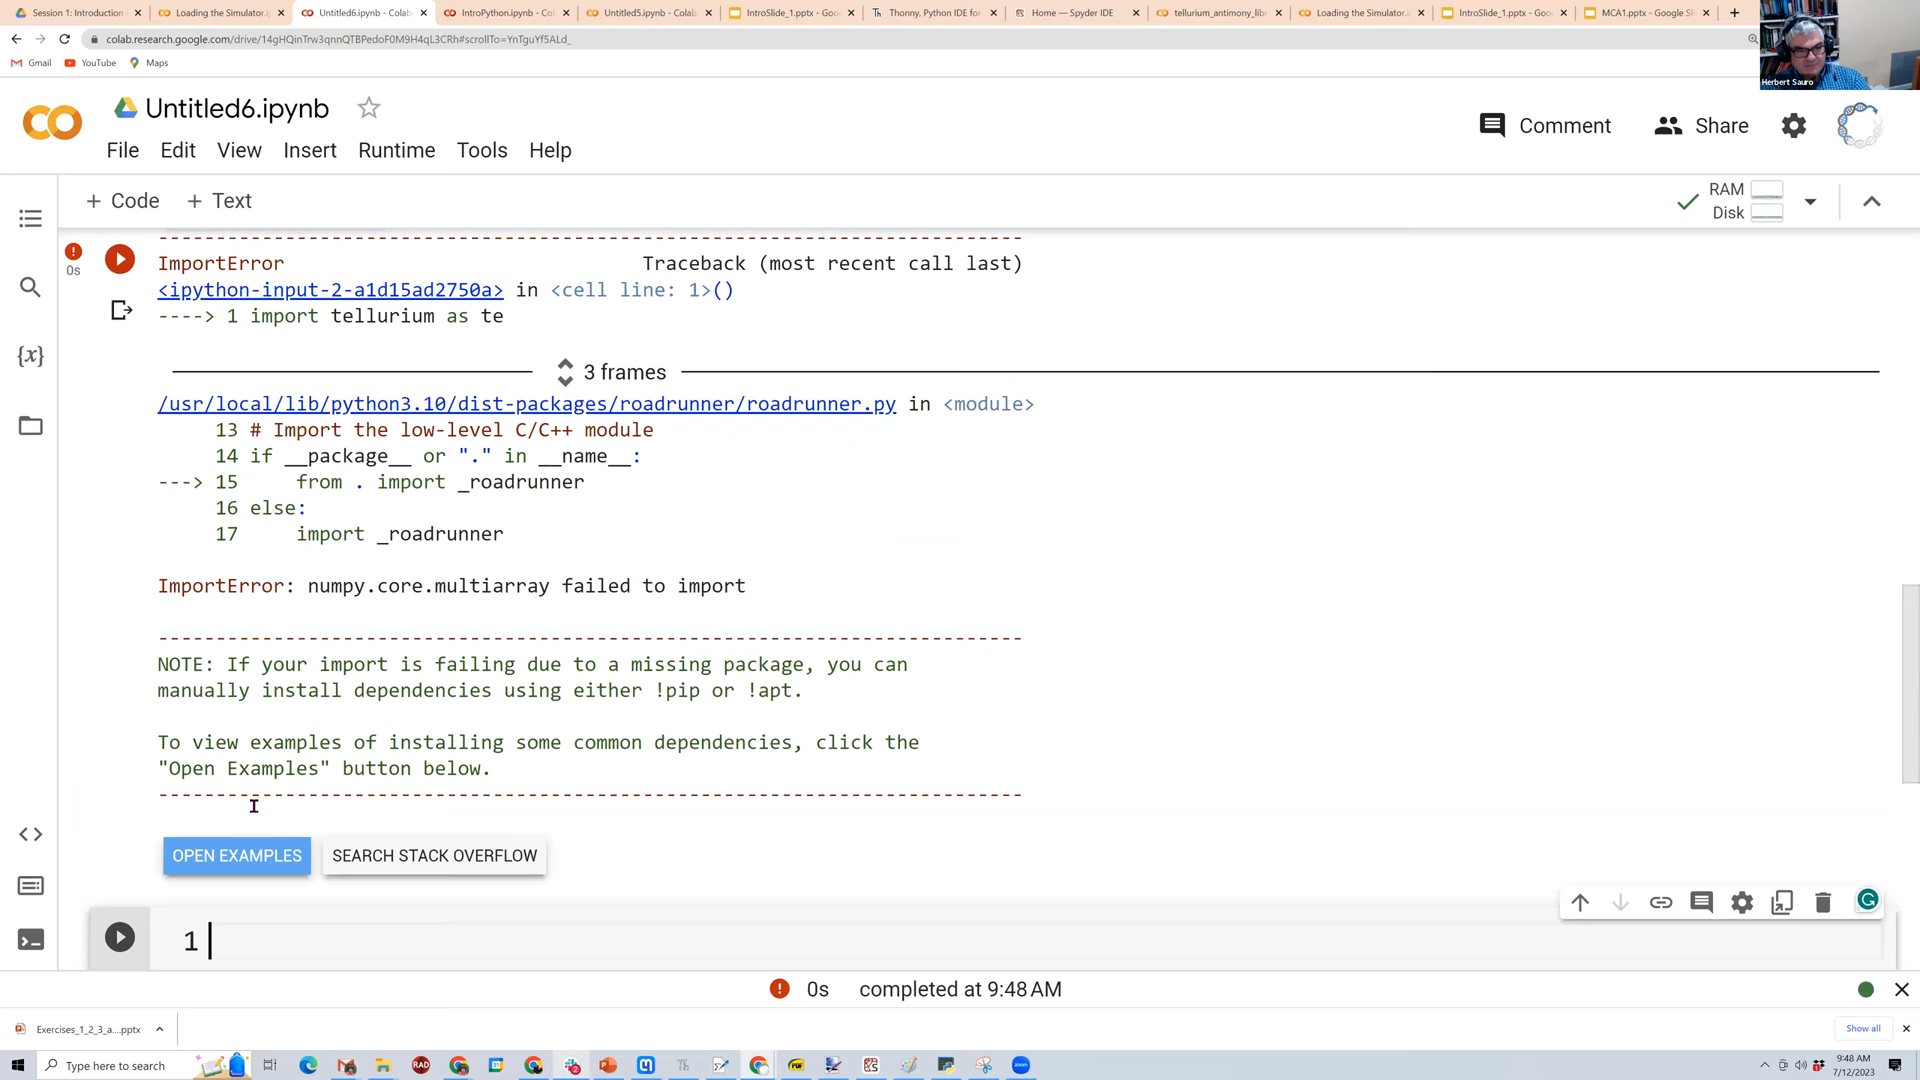 Session 1: Introduction
Loading the Simulator.ip
Untitled6.ipynb - Colab
IntroPython.ipynb - Co
Untitled5.ipynb - Colab
IntroSlide_1.pptx - Goo
Thonny, Python IDE for
Home — Spyder IDE
tellurium_antimony_libr
Loading the Simulator.i
IntroSlide_1.pptx - Goo
MCA1.pptx - Google Sl
colab.research.google.com/drive/14gHQinTrw3qnnQTBPedoF0M9H4qL3CRh#scrollTo=YnTguYf5ALd_
Gmail YouTube Maps
Herbert Sauro
CO Untitled6.ipynb
Comment Share
File Edit View Insert Runtime Tools Help
+ Code + Text
RAM
Disk
0s
ImportError Traceback (most recent call last)
<ipython-input-2-a1d15ad2750a> in <cell line: 1>()
----> 1 import tellurium as te
3 frames
/usr/local/lib/python3.10/dist-packages/roadrunner/roadrunner.py in <module>
13 # Import the low-level C/C++ module
14 if __package__ or "." in __name__:
---> 15 from . import _roadrunner
16 else:
17 import _roadrunner
ImportError: numpy.core.multiarray failed to import
NOTE: If your import is failing due to a missing package, you can
manually install dependencies using either !pip or !apt.
To view examples of installing some common dependencies, click the
"Open Examples" button below.
OPEN EXAMPLES SEARCH STACK OVERFLOW
1
0s completed at 9:48 AM
Exercises_1_2_3_a....pptx
Show all
Type here to search
9:48 AM
7/12/2023